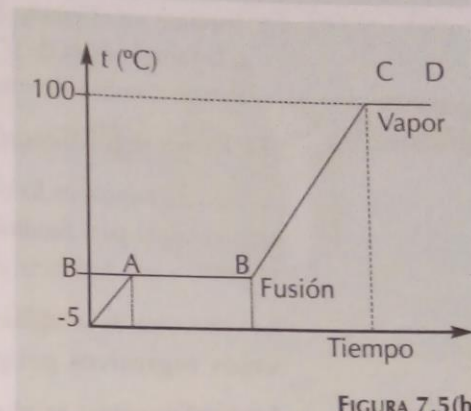 t (ºC)
C D
100
Vapor
B A B
Fusión
-5
Tiempo
FIGURA 7.5(b